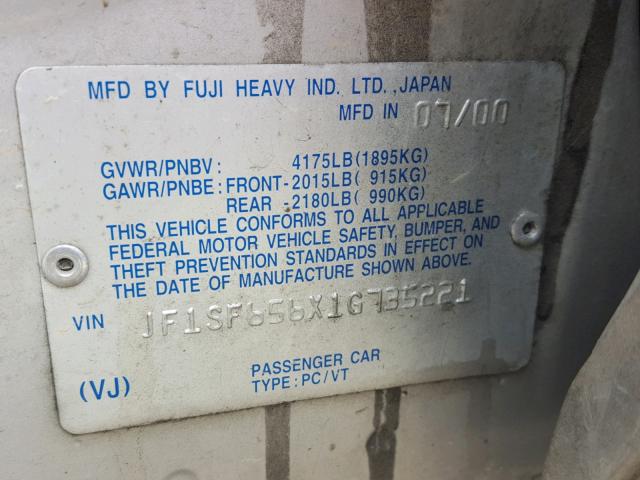 MFD BY FUJI HEAVY IND. LTD., JAPAN
MFD IN 07/00
GVWR/PNBV: 4175LB(1895KG)
GAWR/PNBE: FRONT-2015LB( 915KG)
REAR -2180LB( 990KG)
THIS VEHICLE CONFORMS TO ALL APPLICABLE
FEDERAL MOTOR VEHICLE SAFETY, BUMPER, AND
THEFT PREVENTION STANDARDS IN EFFECT ON
THE DATE OF MANUFACTURE SHOWN ABOVE.
VIN JF1SF656X1G735221
PASSENGER CAR
(VJ) TYPE: PC/VT